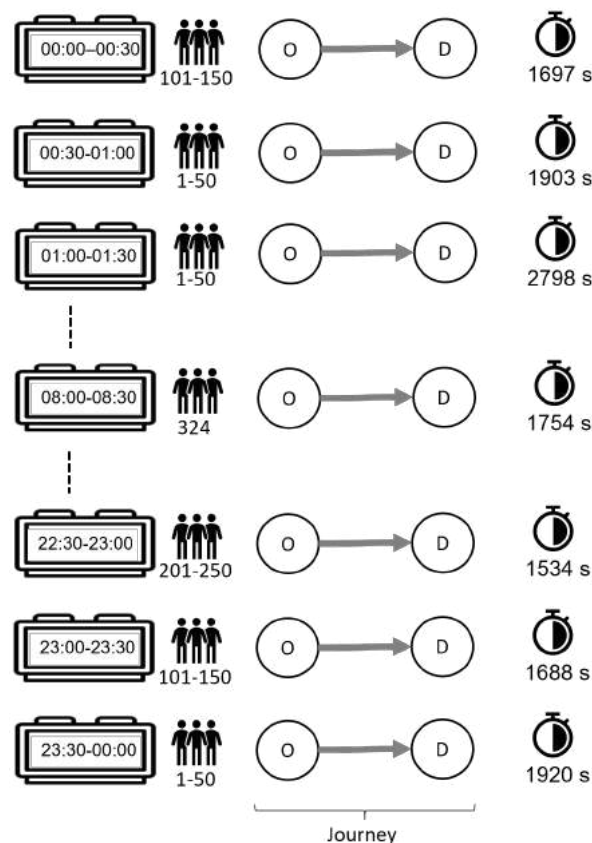 00:00–00:30 O D
101-150 1697 s
00:30-01:00 O D
1-50 1903 s
01:00-01:30 O D
1-50 2798 s
08:00-08:30 O D
324 1754 s
22:30-23:00 O D
201-250 1534 s
23:00-23:30 O D
101-150 1688 s
23:30-00:00 O D
1-50 1920 s
Journey